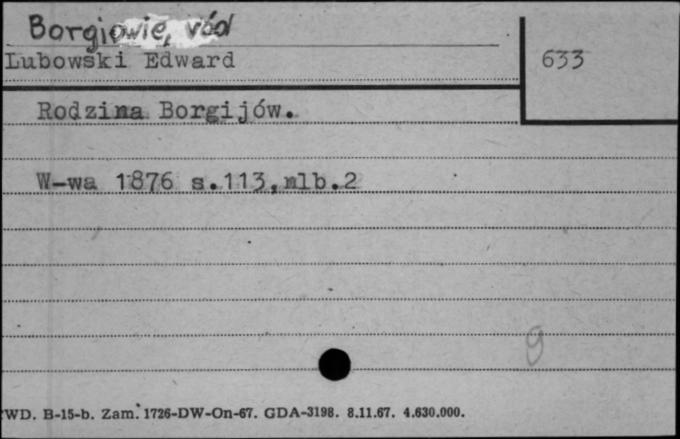 Borgiowie, ród
Lubowski Edward
633
Rodzina Borgijów.
W-wa 1876 s.113,nlb.2
9
WD. B-15-b. Zam. 1726-DW-On-67. GDA-3198. 8.11.67. 4.630.000.